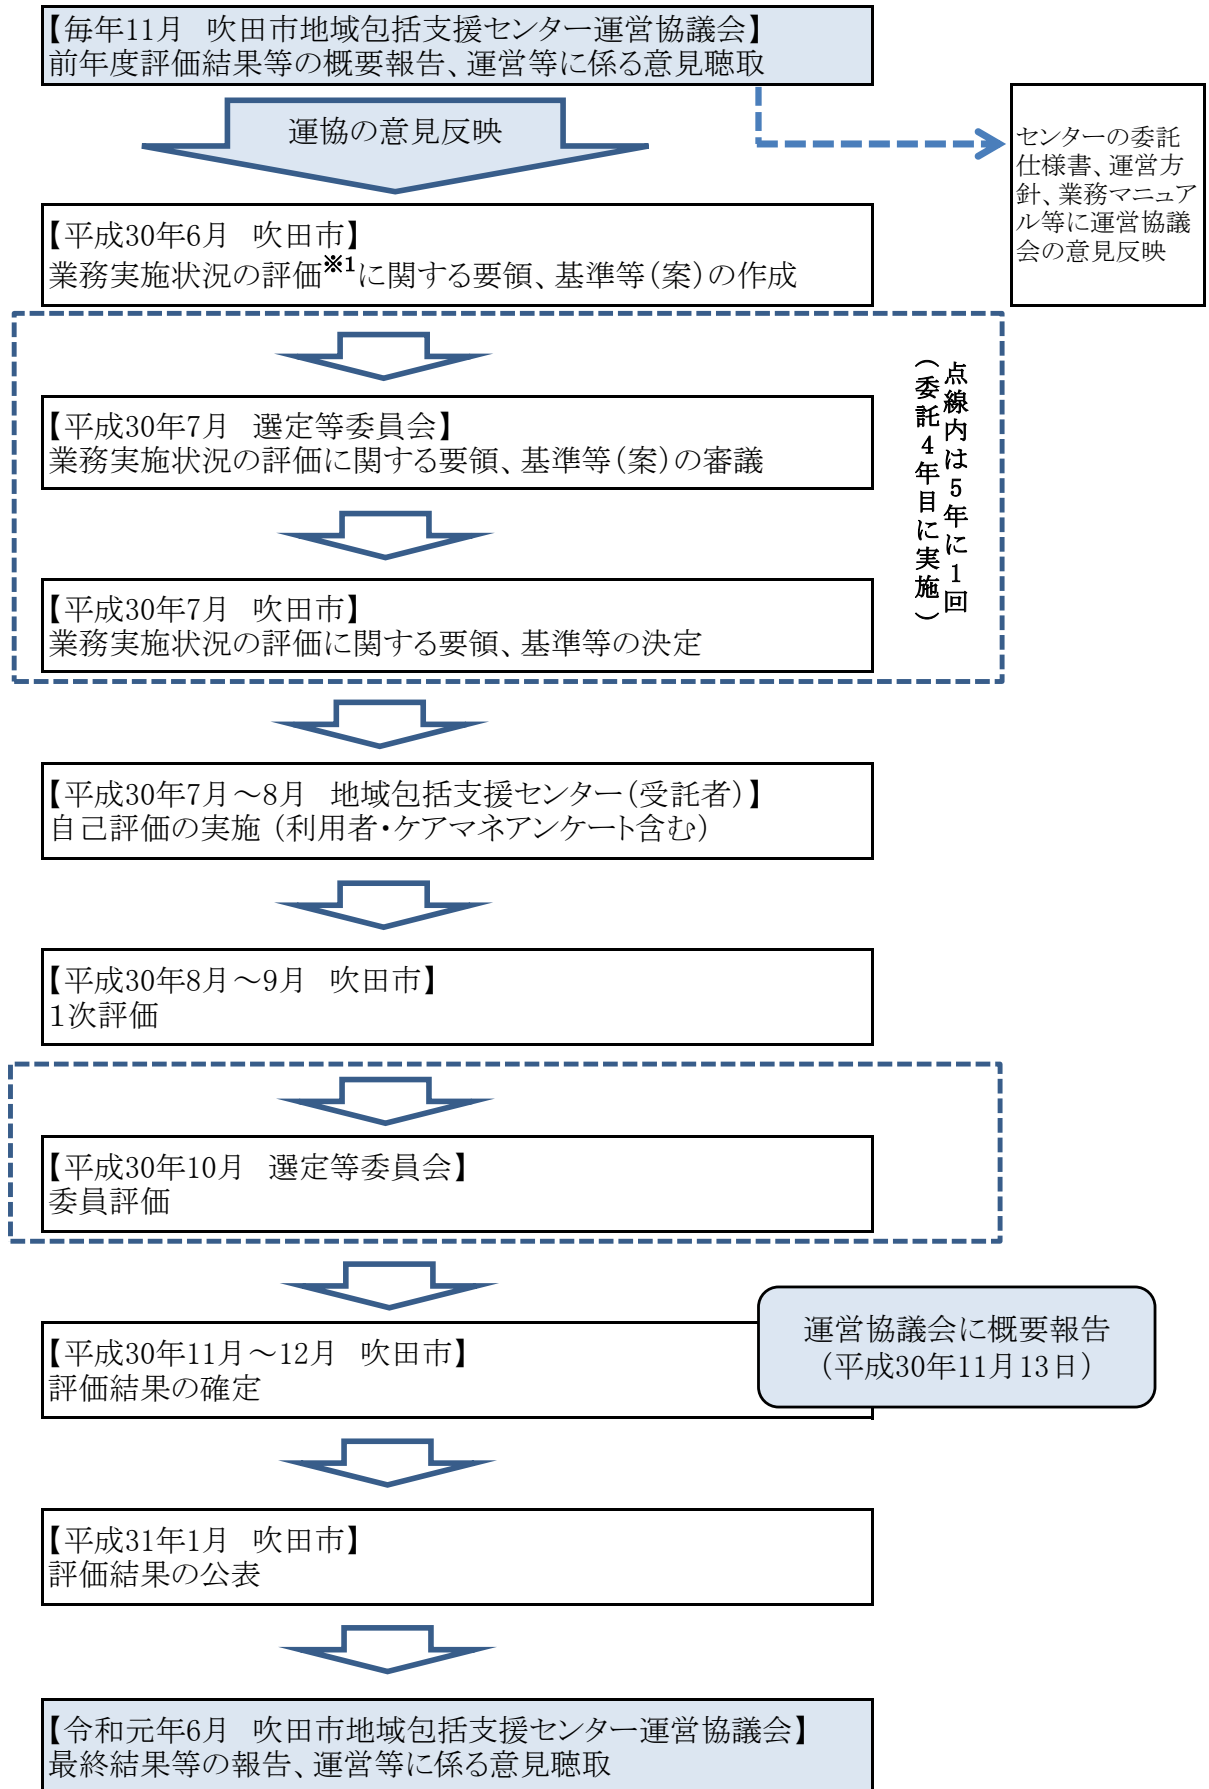 【毎年11月　吹田市地域包括支援センター運営協議会】
前年度評価結果等の概要報告、運営等に係る意見聴取
運協の意見反映
センターの委託
仕様書、運営方
針、業務マニュア
ル等に運営協議
会の意見反映
【平成30年6月　吹田市】
業務実施状況の評価※1に関する要領、基準等(案)の作成
点線内は5年に1回
（委託4年目に実施）
【平成30年7月　選定等委員会】
業務実施状況の評価に関する要領、基準等(案)の審議
【平成30年7月　吹田市】
業務実施状況の評価に関する要領、基準等の決定
【平成30年7月～8月　地域包括支援センター(受託者)】
自己評価の実施 (利用者・ケアマネアンケート含む)
【平成30年8月～9月　吹田市】
1次評価
【平成30年10月　選定等委員会】
委員評価
運営協議会に概要報告
（平成30年11月13日）
【平成30年11月～12月　吹田市】
評価結果の確定
【平成31年1月　吹田市】
評価結果の公表
【令和元年6月　吹田市地域包括支援センター運営協議会】
最終結果等の報告、運営等に係る意見聴取